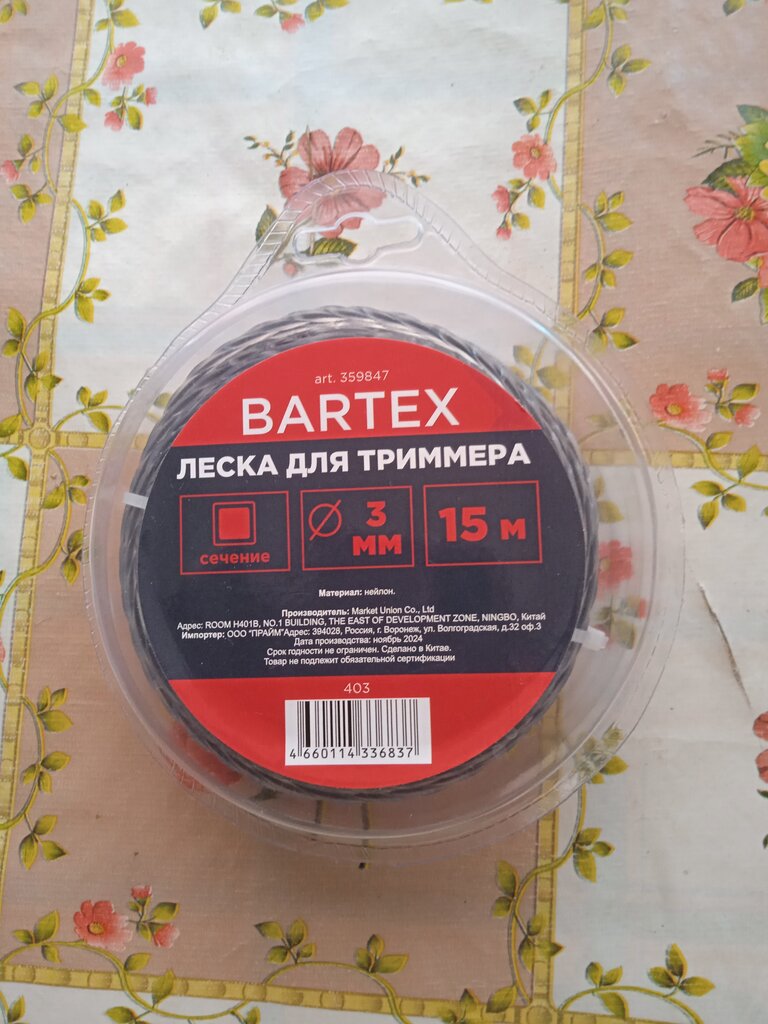 art. 359847
BARTEX
ЛЕСКА ДЛЯ ТРИММЕРА
сечение
3 мм
15 м
Материал: нейлон.
Производитель: Market Union Co., Ltd
Адрес: ROOM H401B, NO.1 BUILDING, THE EAST OF DEVELOPMENT ZONE, NINGBO, Китай
Импортер: ООО "ПРАЙМ"Адрес: 394028, Россия, г. Воронеж, ул. Волгоградская, д.32 оф.3
Дата производства: ноябрь 2024
Срок годности не ограничен. Сделано в Китае.
Товар не подлежит обязательной сертификации
403
4 660114 336837